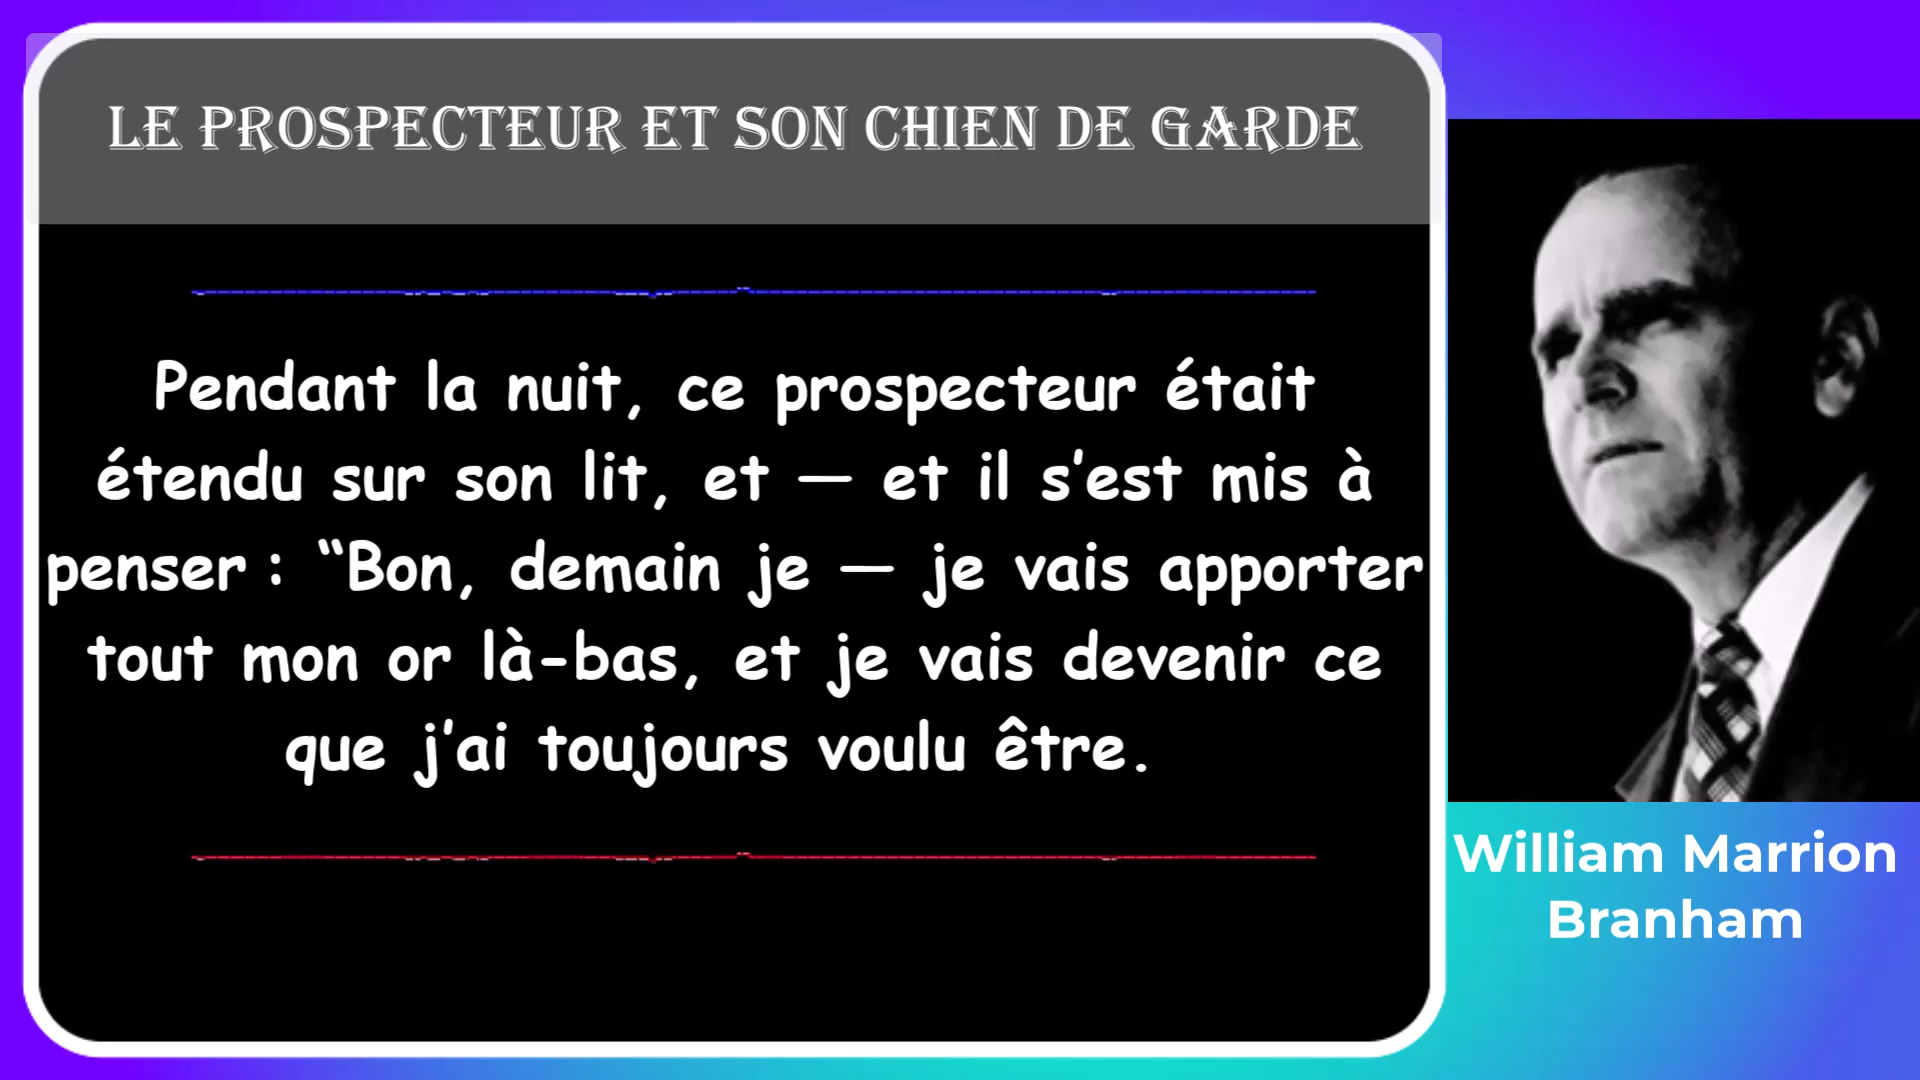 LE PROSPECTEUR ET SON CHIEN DE GARDE
Pendant la nuit, ce prospecteur était
étendu sur son lit, et — et il s’est mis à
penser : “Bon, demain je — je vais apporter
tout mon or là-bas, et je vais devenir ce
que j’ai toujours voulu être.
William Marrion
Branham